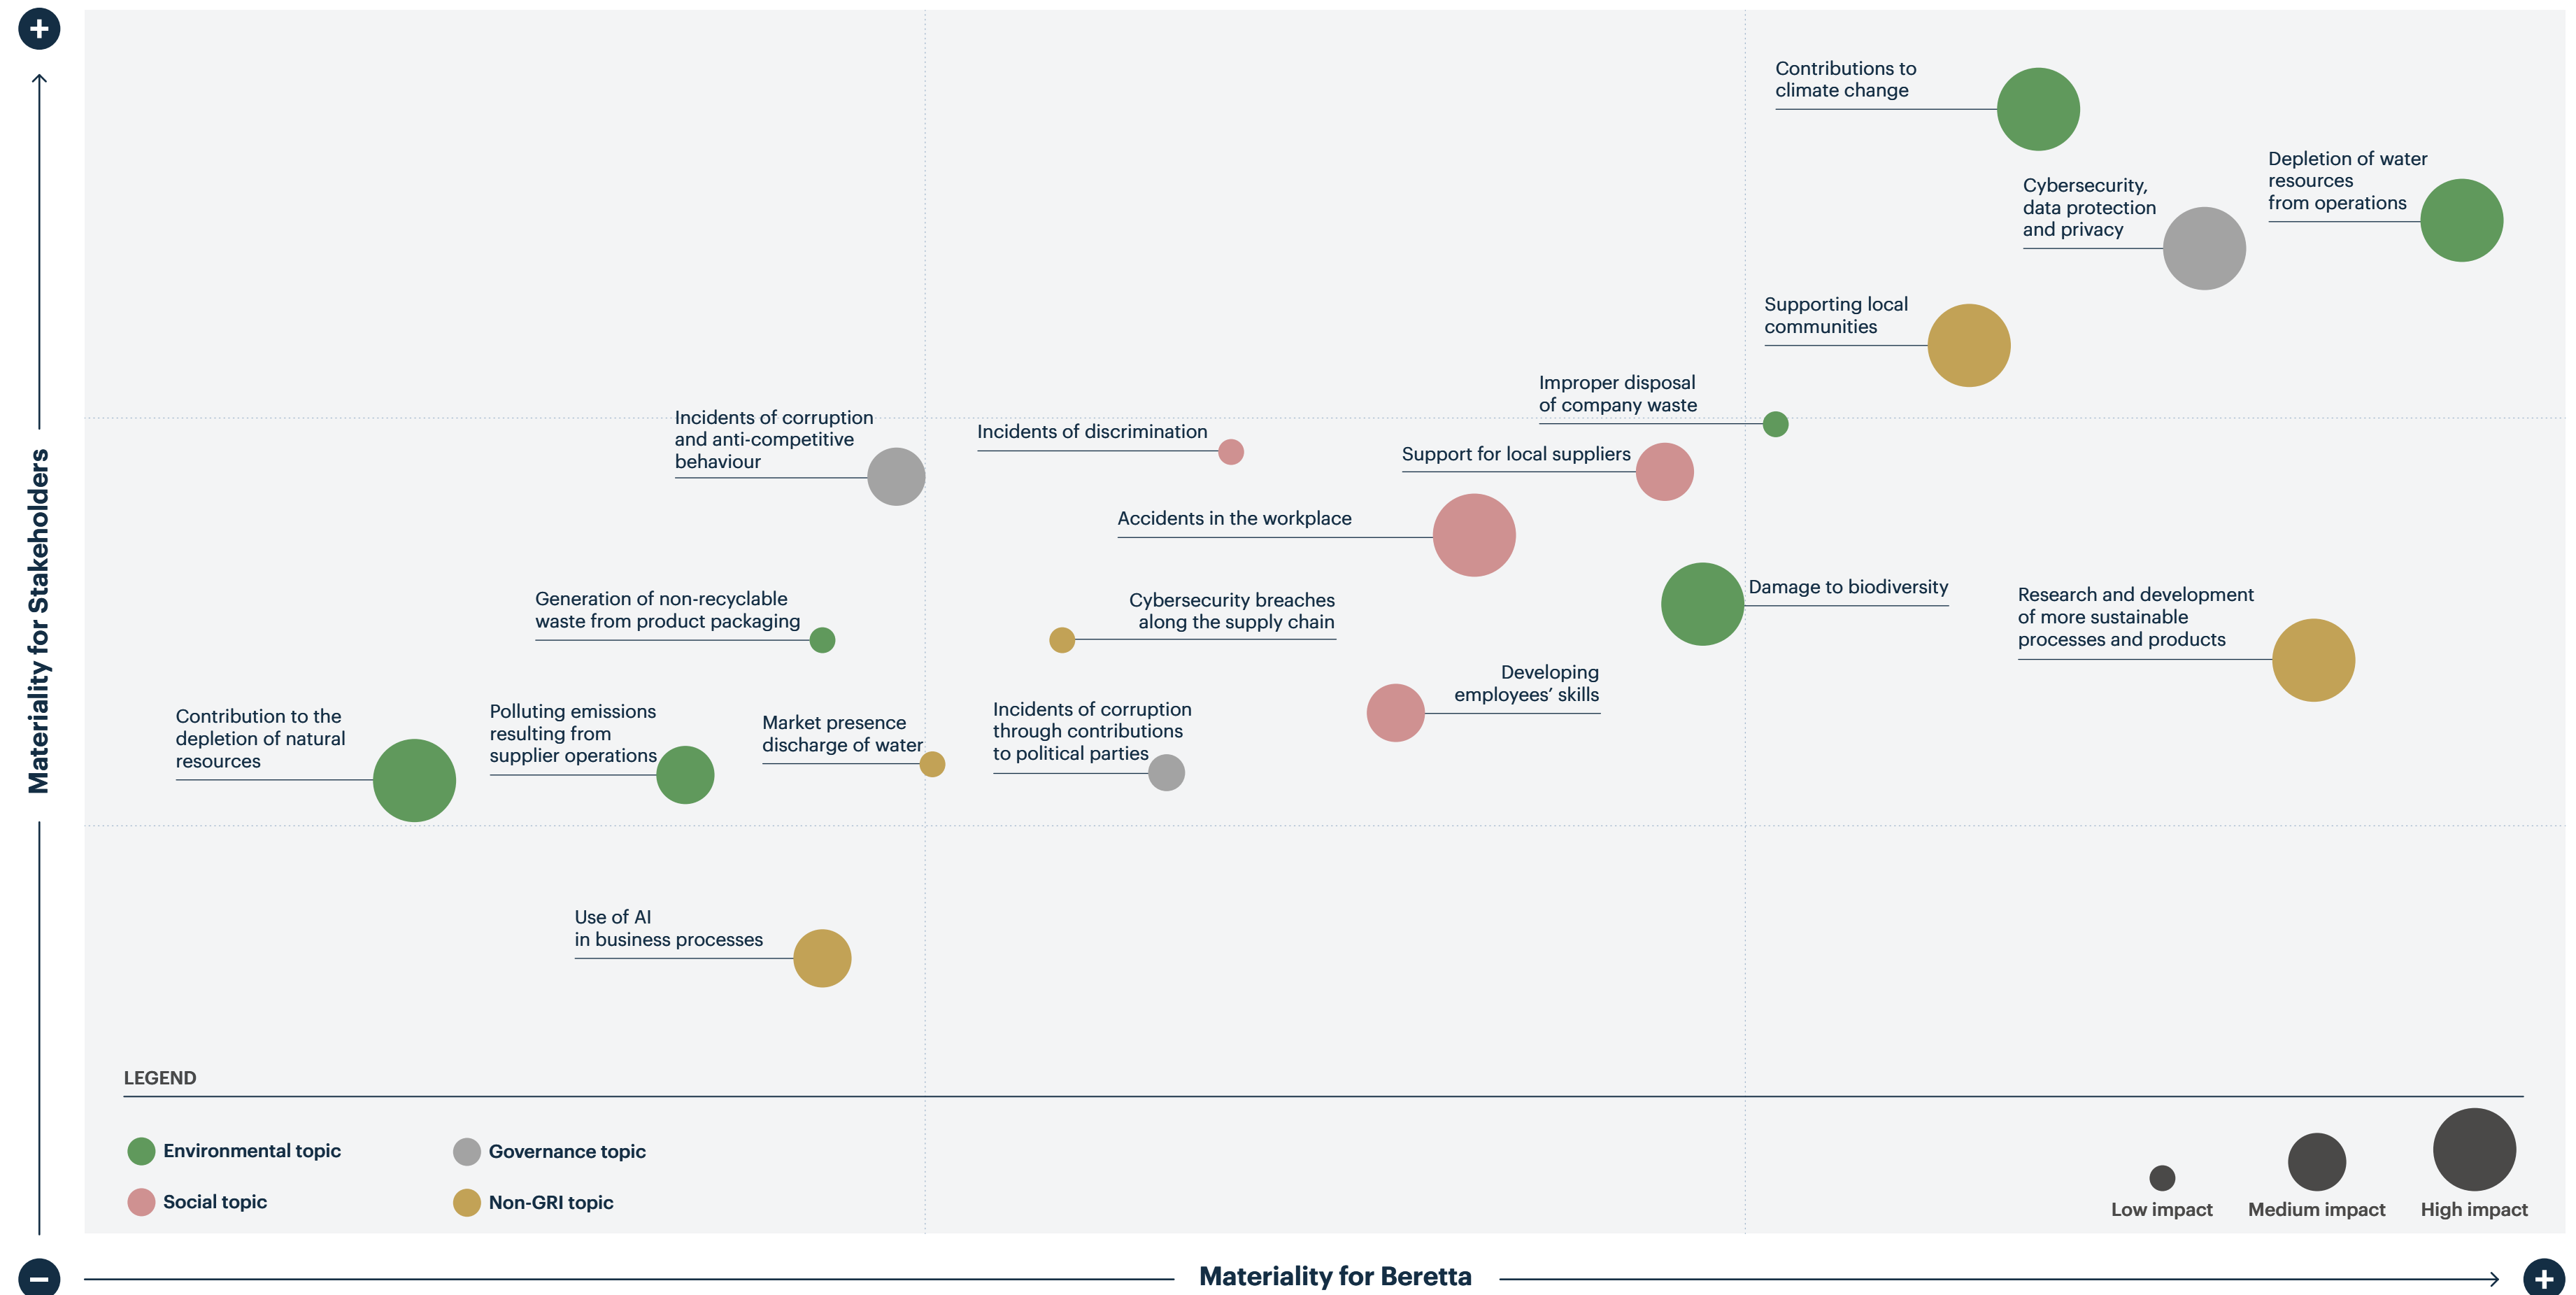 Contributions to
climate change
Depletion of water
resources
from operations
Cybersecurity,
data protection
and privacy
Supporting local
communities
Improper disposal
of company waste
Incidents of corruption
and anti-competitive
behaviour
Incidents of discrimination
Support for local suppliers
Accidents in the workplace
Damage to biodiversity
Generation of non-recyclable
waste from product packaging
Cybersecurity breaches
along the supply chain
Research and development
of more sustainable
processes and products
Developing
employees’ skills
Contribution to the
depletion of natural
resources
Polluting emissions
resulting from
supplier operations
Market presence
discharge of water
Incidents of corruption
through contributions
to political parties
Use of AI
in business processes
Materiality for Stakeholders
LEGEND
Environmental topic
Governance topic
Social topic
Non-GRI topic
Low impact
Medium impact
High impact
Materiality for Beretta